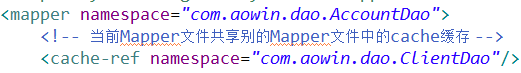 <mapper namespace="com.aowin.dao.AccountDao">
<!-- 当前Mapper文件共享别的Mapper文件中的cache缓存 -->
<cache-ref namespace="com.aowin.dao.ClientDao"/>